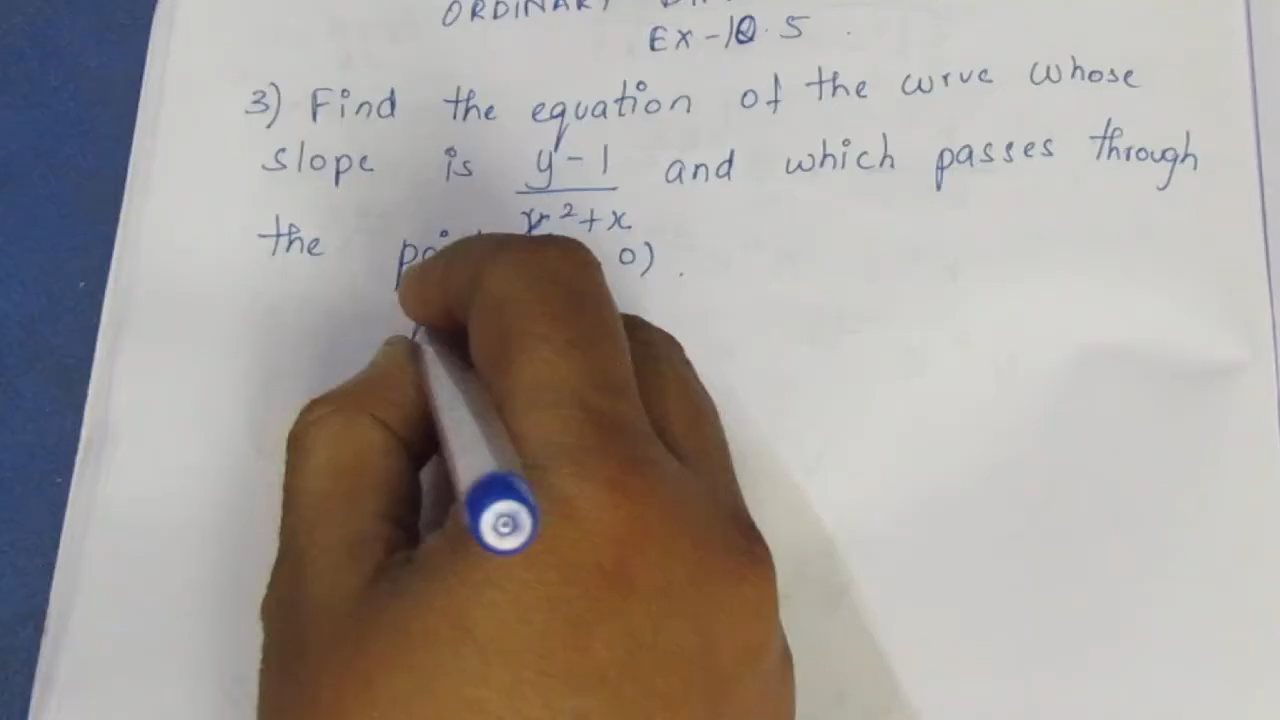 ORDINARY
Ex-10.5
3) Find the equation of the curve whose
slope is y-1 and which passes through
x²+x
the 0).